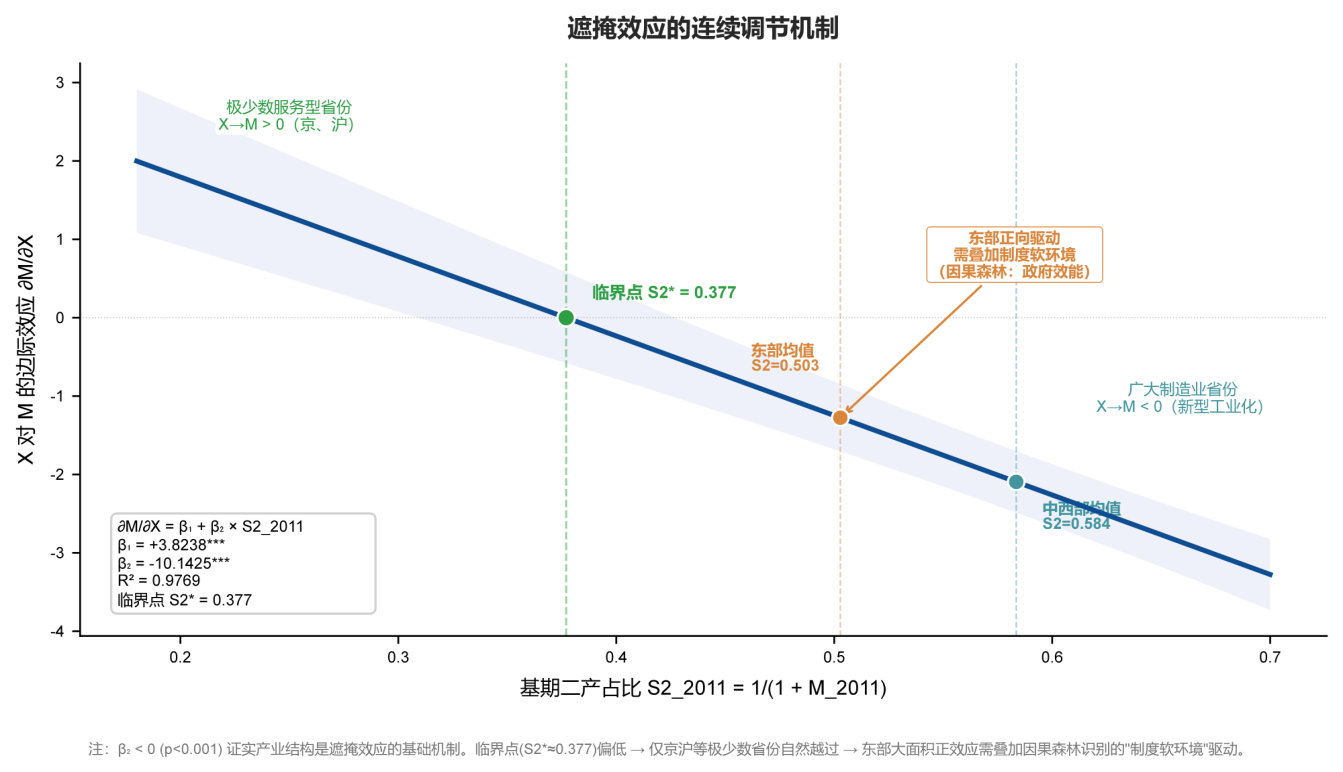 遮掩效应的连续调节机制
极少数服务型省份
X→M > 0（京、沪）
临界点 S2* = 0.377
东部正向驱动
需叠加制度软环境
（因果森林：政府效能）
东部均值
S2=0.503
广大制造业省份
X→M < 0（新型工业化）
中西部均值
S2=0.584
∂M/∂X = β₁ + β₂ × S2_2011
β₁ = +3.8238***
β₂ = -10.1425***
R² = 0.9769
临界点 S2* = 0.377
X 对 M 的边际效应 ∂M/∂X
3
2
1
0
-1
-2
-3
-4
0.2
0.3
0.4
0.5
0.6
0.7
基期二产占比 S2_2011 = 1/(1 + M_2011)
注：β₂ < 0 (p<0.001) 证实产业结构是遮掩效应的基础机制。临界点(S2*≈0.377)偏低 → 仅京沪等极少数省份自然越过 → 东部大面积正效应需叠加因果森林识别的"制度软环境"驱动。